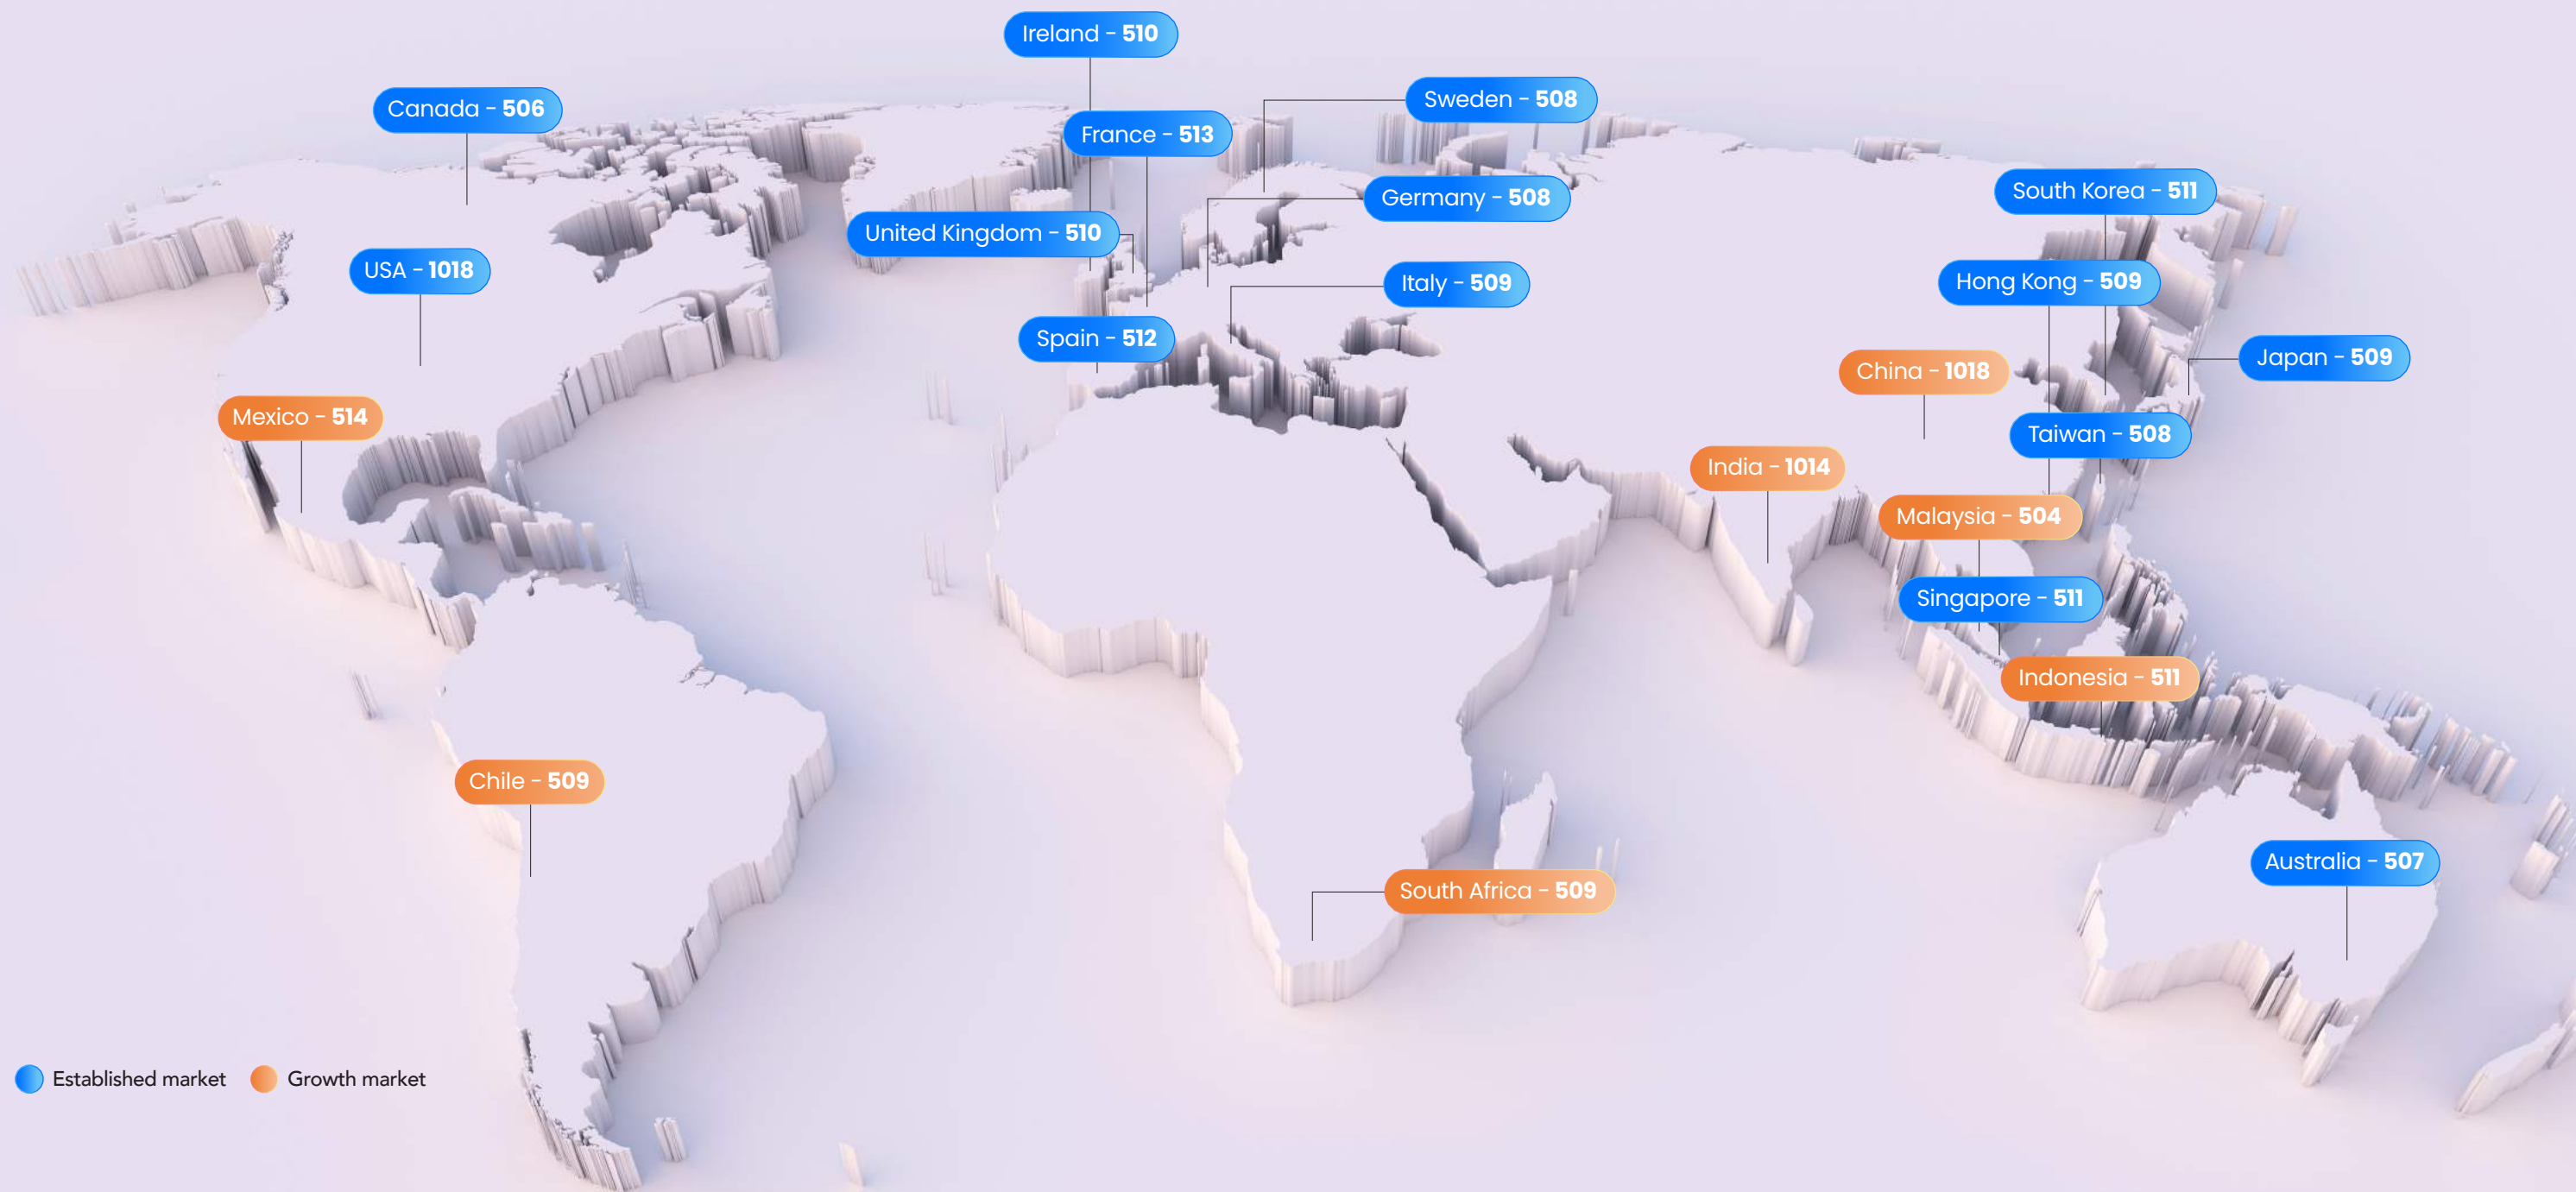 Ireland - 510
Sweden - 508
Canada - 506
France - 513
South Korea - 511
Germany - 508
United Kingdom - 510
USA - 1018
Hong Kong - 509
Italy - 509
Spain - 512
Japan - 509
China - 1018
Mexico - 514
Taiwan - 508
India - 1014
Malaysia - 504
Singapore - 511
Indonesia - 511
Chile - 509
Australia - 507
South Africa - 509
Established market
Growth market